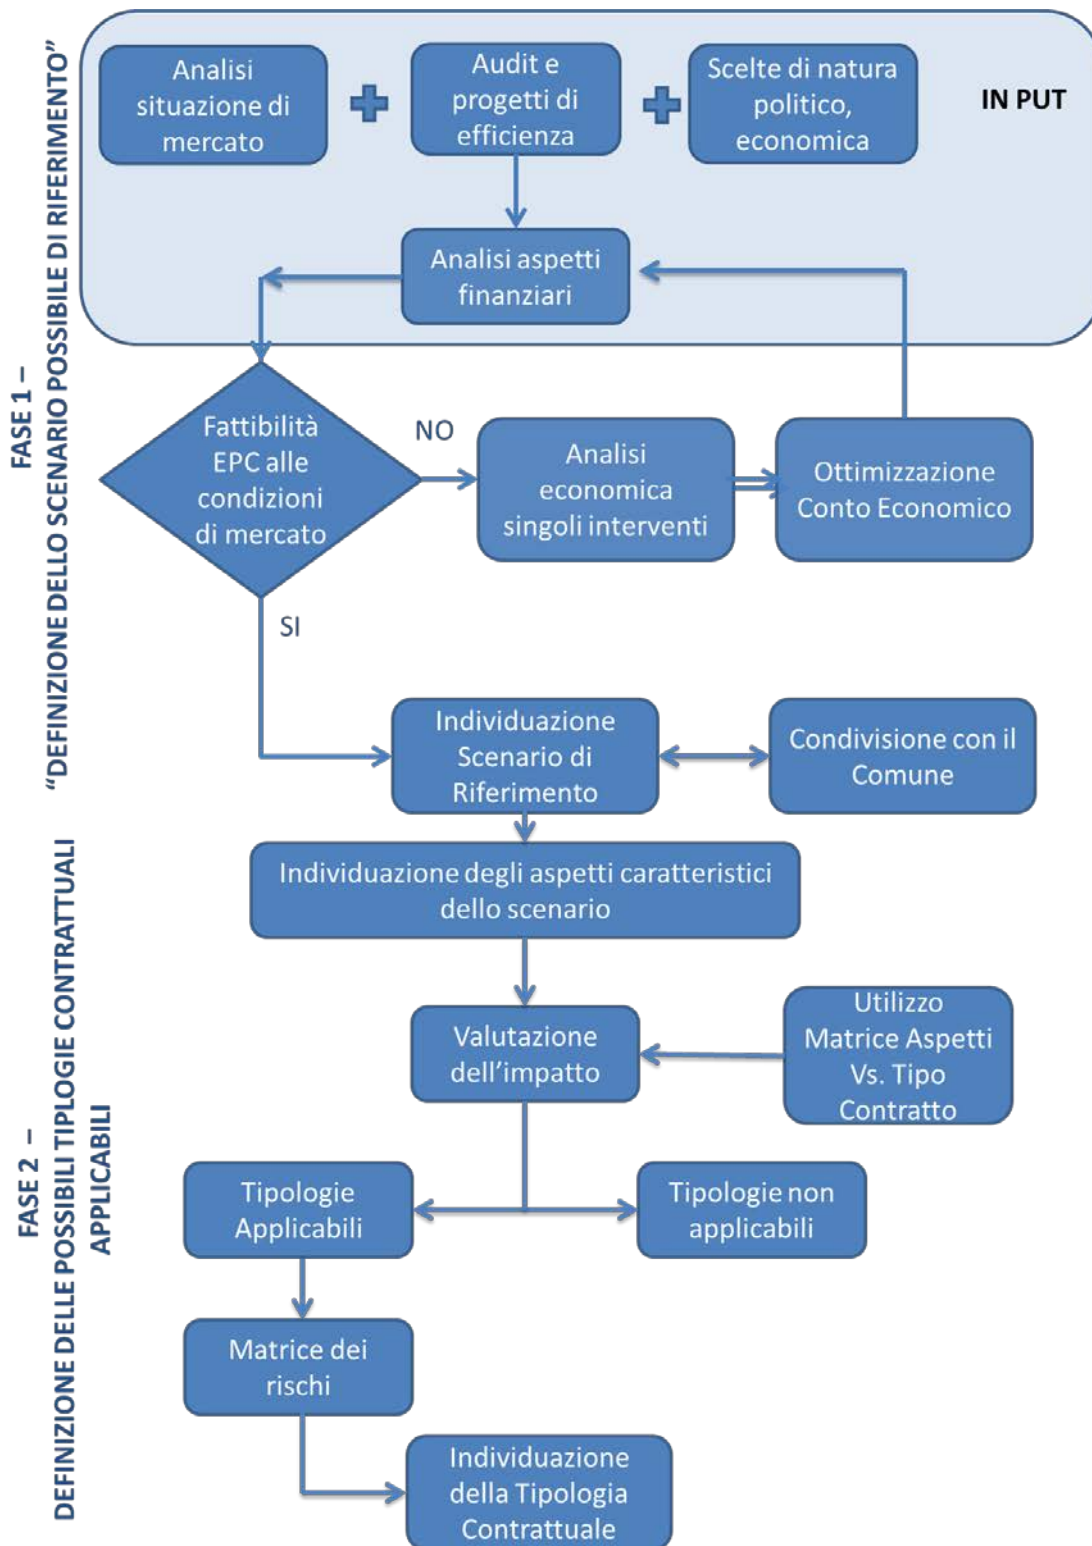 FASE 1 –
“DEFINIZIONE DELLO SCENARIO POSSIBILE DI RIFERIMENTO”
Analisi
situazione di
mercato
Audit e
progetti di
efficienza
Scelte di natura
politico,
economica
IN PUT
Analisi aspetti
finanziari
Fattibilità
EPC alle
condizioni
di mercato
NO
Analisi
economica
singoli interventi
Ottimizzazione
Conto Economico
SI
Individuazione
Scenario di
Riferimento
Condivisione con il
Comune
FASE 2 –
DEFINIZIONE DELLE POSSIBILI TIPLOGIE CONTRATTUALI
APPLICABILI
Individuazione degli aspetti caratteristici
dello scenario
Valutazione
dell’impatto
Utilizzo
Matrice Aspetti
Vs. Tipo
Contratto
Tipologie
Applicabili
Tipologie non
applicabili
Matrice dei
rischi
Individuazione
della Tipologia
Contrattuale